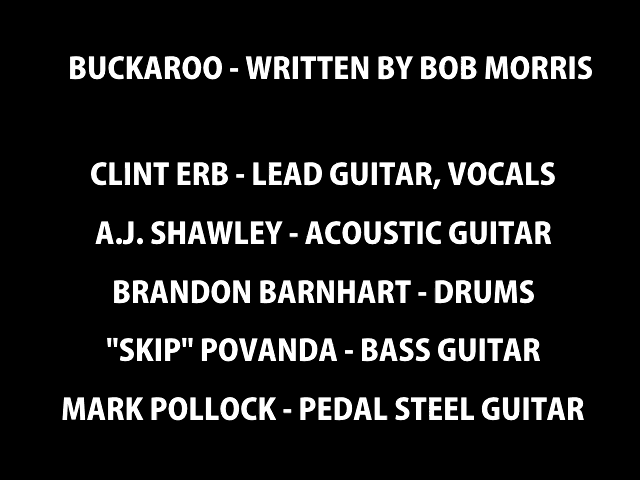 BUCKAROO - WRITTEN BY BOB MORRIS
CLINT ERB - LEAD GUITAR, VOCALS
A.J. SHAWLEY - ACOUSTIC GUITAR
BRANDON BARNHART - DRUMS
"SKIP" POVANDA - BASS GUITAR
MARK POLLOCK - PEDAL STEEL GUITAR